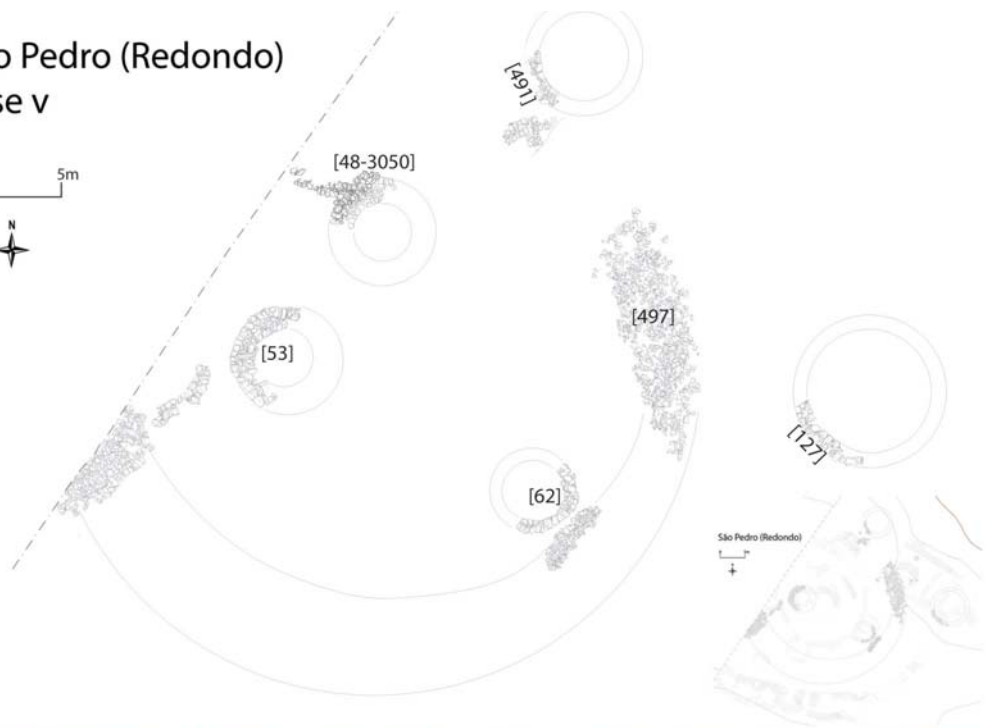 o Pedro (Redondo)
se v
5m
N
[491]
[48-3050]
[497]
[53]
[127]
[62]
São Pedro (Redondo)